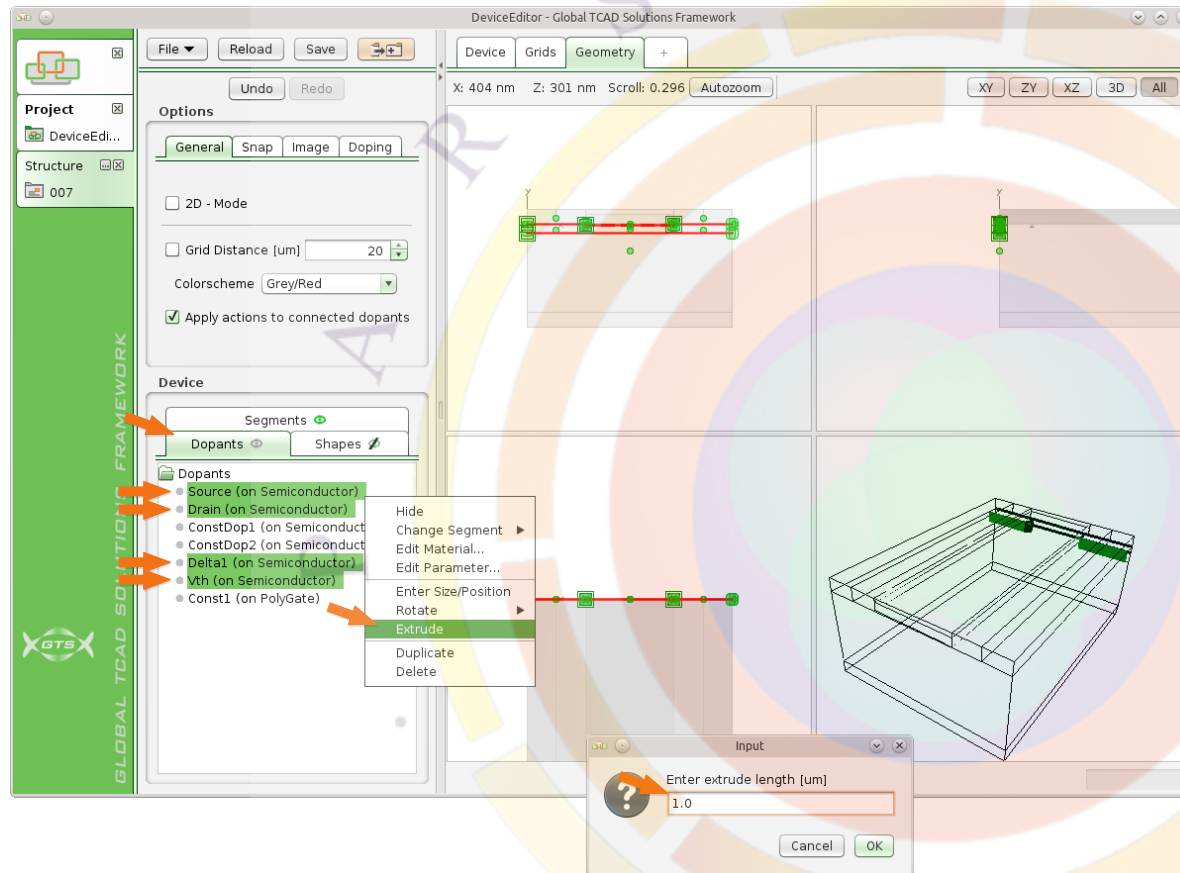 DeviceEditor - Global TCAD Solutions Framework
File Reload Save
Device Grids Geometry +
Undo Redo
X: 404 nm Z: 301 nm Scroll: 0.296 Autozoom
XY ZY XZ 3D All
Project
DeviceEdi...
Structure
007
Options
General Snap Image Doping
2D - Mode
Grid Distance [um] 20
Colorscheme Grey/Red
Apply actions to connected dopants
Device
Segments
Dopants Shapes
Dopants
Source (on Semiconductor)
Drain (on Semiconductor)
ConstDop1 (on Semiconduct
ConstDop2 (on Semiconduct
Delta1 (on Semiconductor)
Vth (on Semiconductor)
Const1 (on PolyGate)
Hide
Change Segment
Edit Material...
Edit Parameter...
Enter Size/Position
Rotate
Extrude
Duplicate
Delete
y
y
GTS
GLOBAL TCAD SOLUTIONS FRAMEWORK
Input
Enter extrude length [um]
?
1.0
Cancel OK
S
R
A